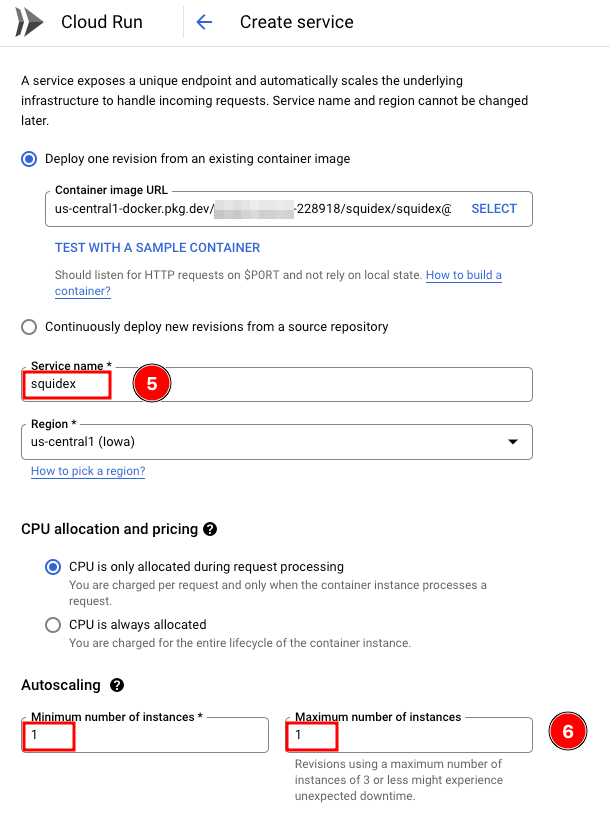 Cloud Run
Create service
A service exposes a unique endpoint and automatically scales the underlying
infrastructure to handle incoming requests. Service name and region cannot be changed
later.
Deploy one revision from an existing container image
Container image URL
us-central1-docker.pkg.dev/ -228918/squidex/squidex@
SELECT
TEST WITH A SAMPLE CONTAINER
Should listen for HTTP requests on $PORT and not rely on local state. How to build a
container?
Continuously deploy new revisions from a source repository
Service name *
squidex
5
Region *
us-central1 (Iowa)
How to pick a region?
CPU allocation and pricing ?
CPU is only allocated during request processing
You are charged per request and only when the container instance processes a
request.
CPU is always allocated
You are charged for the entire lifecycle of the container instance.
Autoscaling ?
Minimum number of instances *
1
Maximum number of instances
1
6
Revisions using a maximum number of
instances of 3 or less might experience
unexpected downtime.